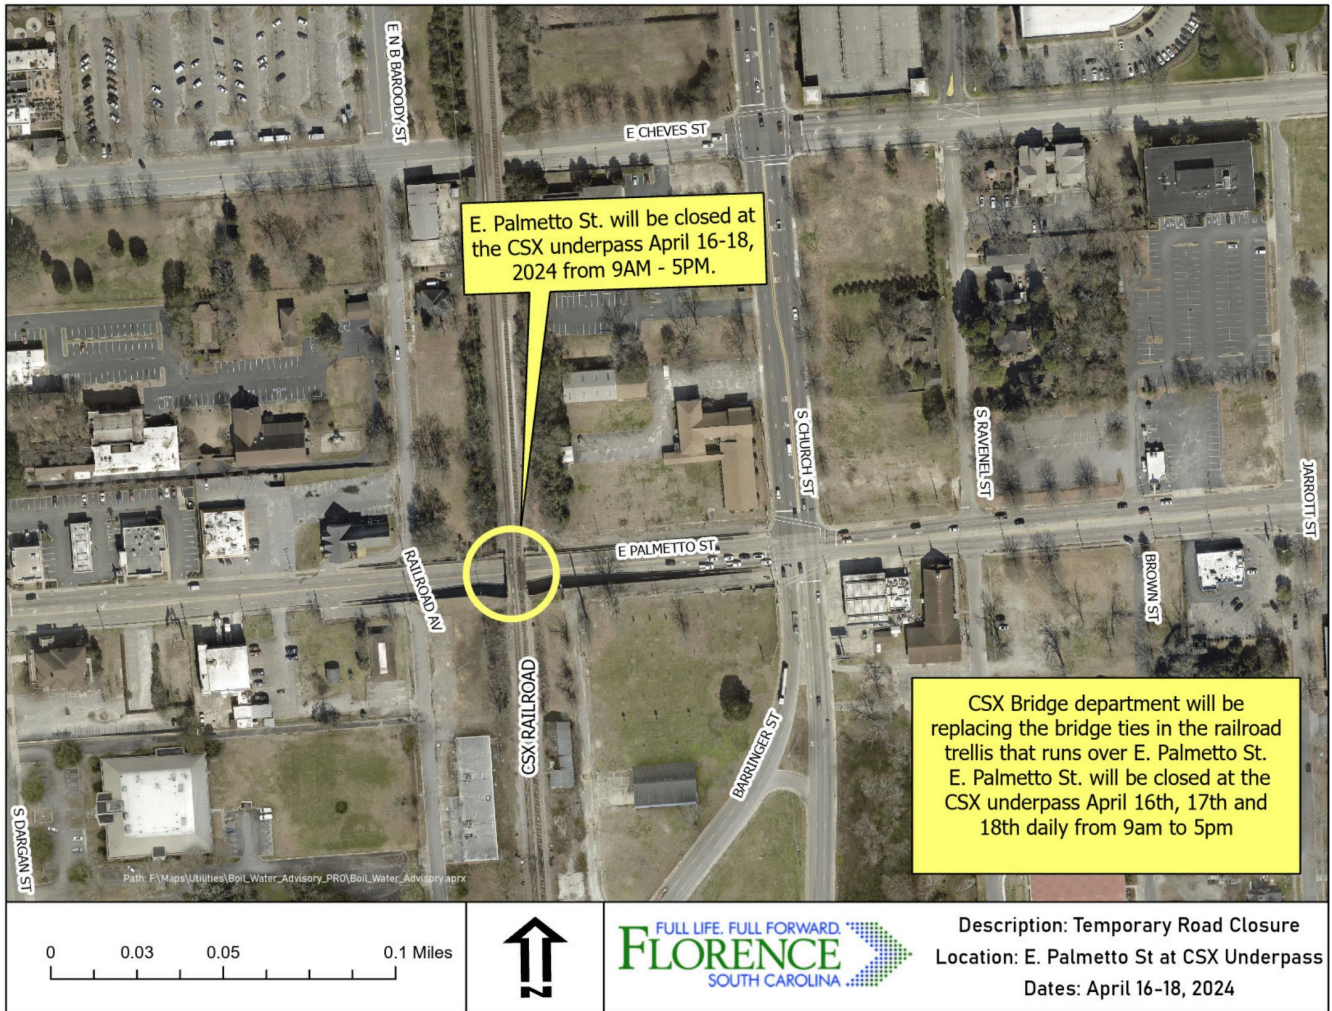 E N B BAROODY ST
E CHEVES ST
E. Palmetto St. will be closed at
the CSX underpass April 16-18,
2024 from 9AM - 5PM.
S CHURCH ST
S RAVENEL ST
JARROTT ST
E PALMETTO ST
RAILROAD AV
BROWN ST
CSX RAILROAD
BARRINGER ST
S DARGAN ST
CSX Bridge department will be
replacing the bridge ties in the railroad
trellis that runs over E. Palmetto St.
E. Palmetto St. will be closed at the
CSX underpass April 16th, 17th and
18th daily from 9am to 5pm
Path: F:\Maps\Utilities\Boil_Water_Advisory_PRO\Boil_Water_Advisory.aprx
0 0.03 0.05 0.1 Miles
N
FULL LIFE. FULL FORWARD.
FLORENCE
SOUTH CAROLINA
Description: Temporary Road Closure
Location: E. Palmetto St at CSX Underpass
Dates: April 16-18, 2024